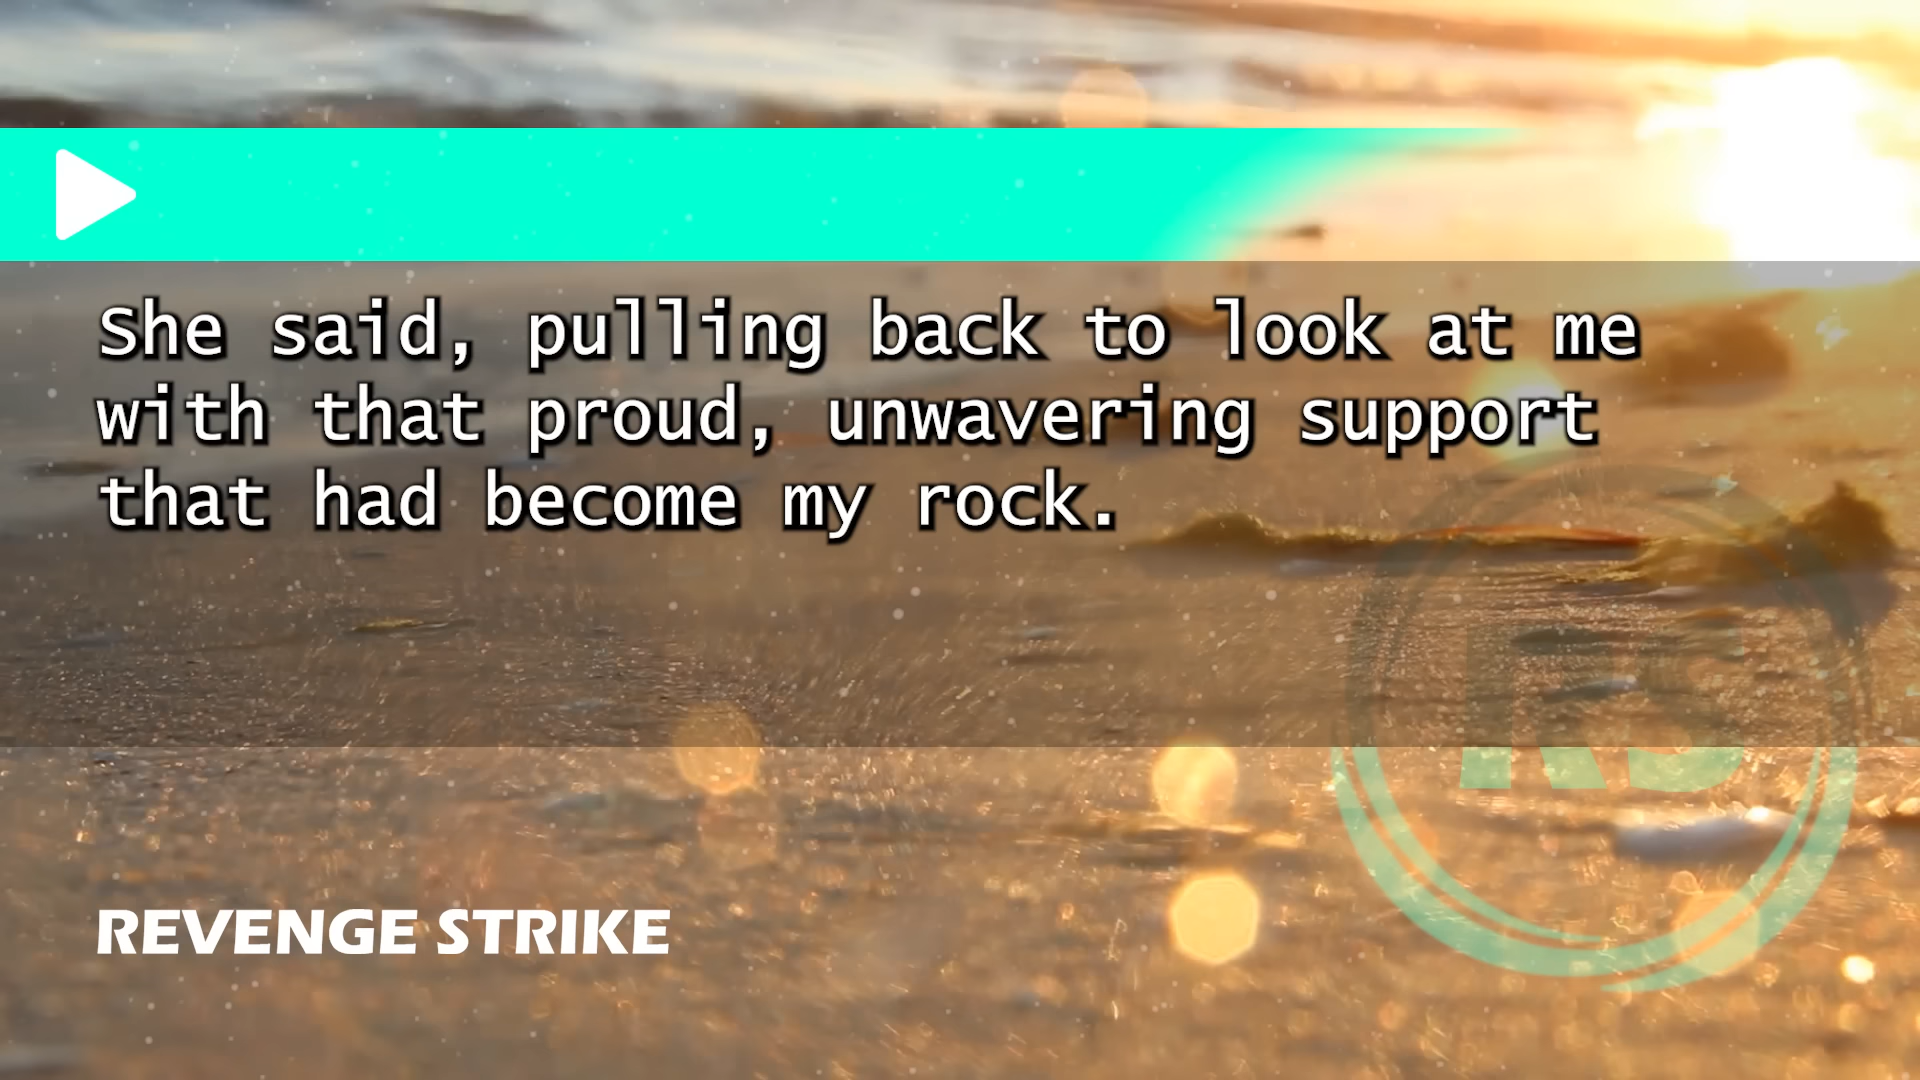 She said, pulling back to look at me
with that proud, unwavering support
that had become my rock.
RS
REVENGE STRIKE